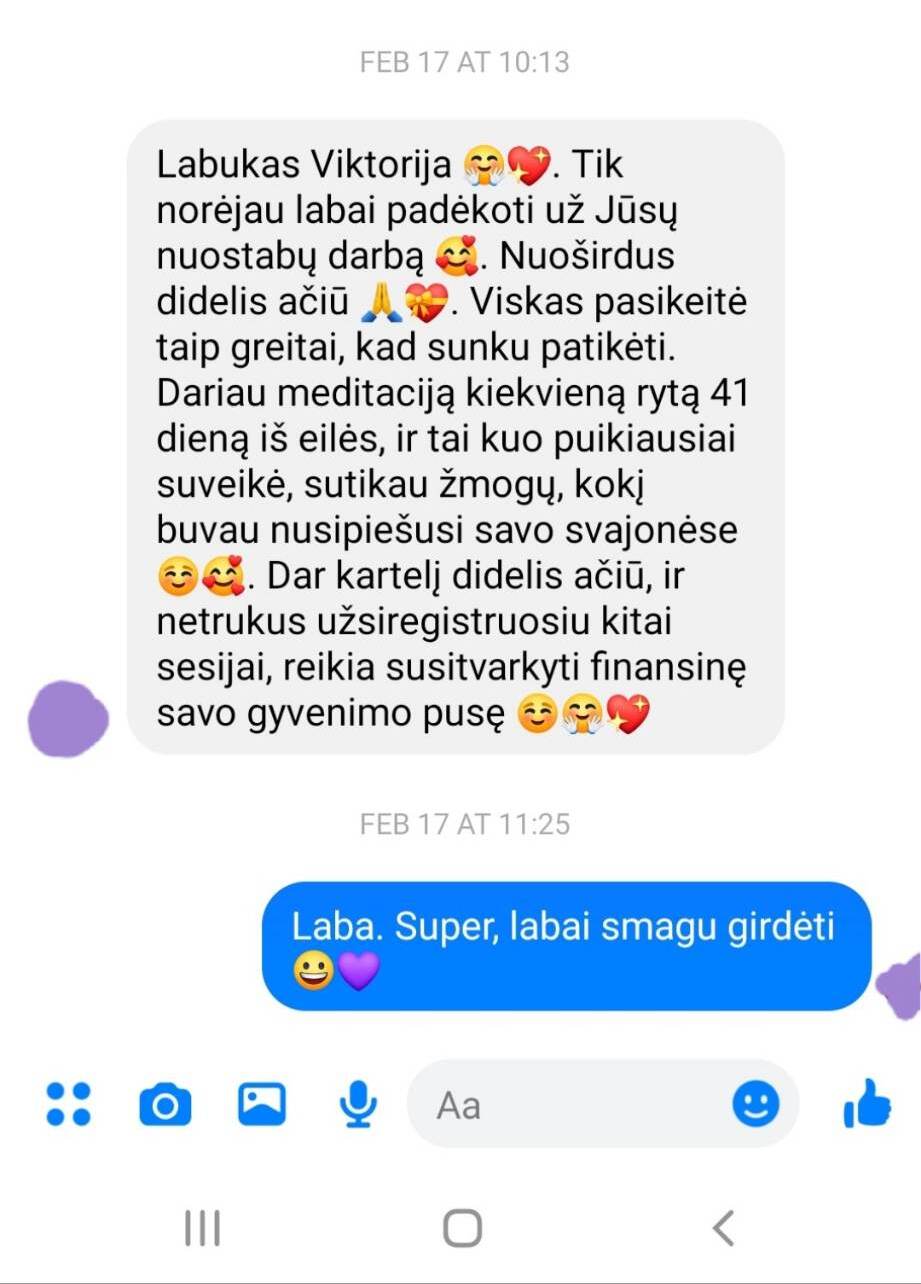 FEB 17 AT 10:13
Labukas Viktorija 🤗💖. Tik
norėjau labai padėkoti už Jūsų
nuostabų darbą 🥰. Nuoširdus
didelis ačiū 🙏💝. Viskas pasikeitė
taip greitai, kad sunku patikėti.
Dariau meditaciją kiekvieną rytą 41
dieną iš eilės, ir tai kuo puikiausiai
suveikė, sutikau žmogų, kokį
buvau nusipiešusi savo svajonėse
☺️🥰. Dar kartelį didelis ačiū, ir
netrukus užsiregistruosiu kitai
sesijai, reikia susitvarkyti finansinę
savo gyvenimo pusę ☺️🤗💖
FEB 17 AT 11:25
Laba. Super, labai smagu girdėti
😀💜
Aa